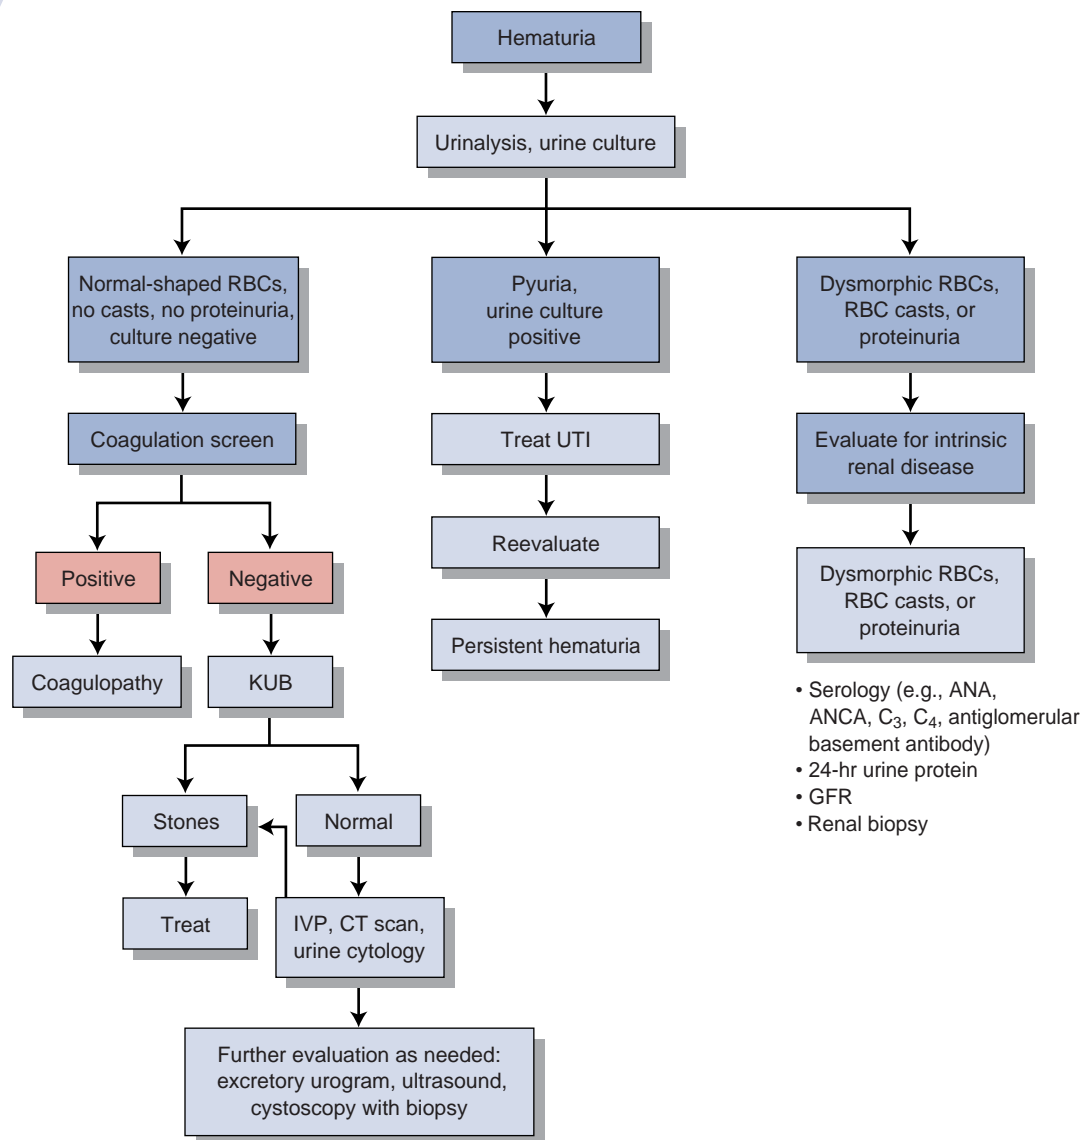 Hematuria
Urinalysis, urine culture
Normal-shaped RBCs,
no casts, no proteinuria,
culture negative
Pyuria,
urine culture
positive
Dysmorphic RBCs,
RBC casts, or
proteinuria
Coagulation screen
Treat UTI
Evaluate for intrinsic
renal disease
Positive
Negative
Reevaluate
Dysmorphic RBCs,
RBC casts, or
proteinuria
Coagulopathy
KUB
Persistent hematuria
• Serology (e.g., ANA,
ANCA, C₃, C₄, antiglomerular
basement antibody)
• 24-hr urine protein
• GFR
• Renal biopsy
Stones
Normal
Treat
IVP, CT scan,
urine cytology
Further evaluation as needed:
excretory urogram, ultrasound,
cystoscopy with biopsy